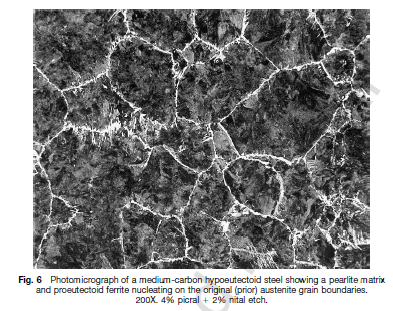 Fig. 6 Photomicrograph of a medium-carbon hypoeutectoid steel showing a pearlite matrix
and proeutectoid ferrite nucleating on the original (prior) austenite grain boundaries.
200X. 4% picral + 2% nital etch.